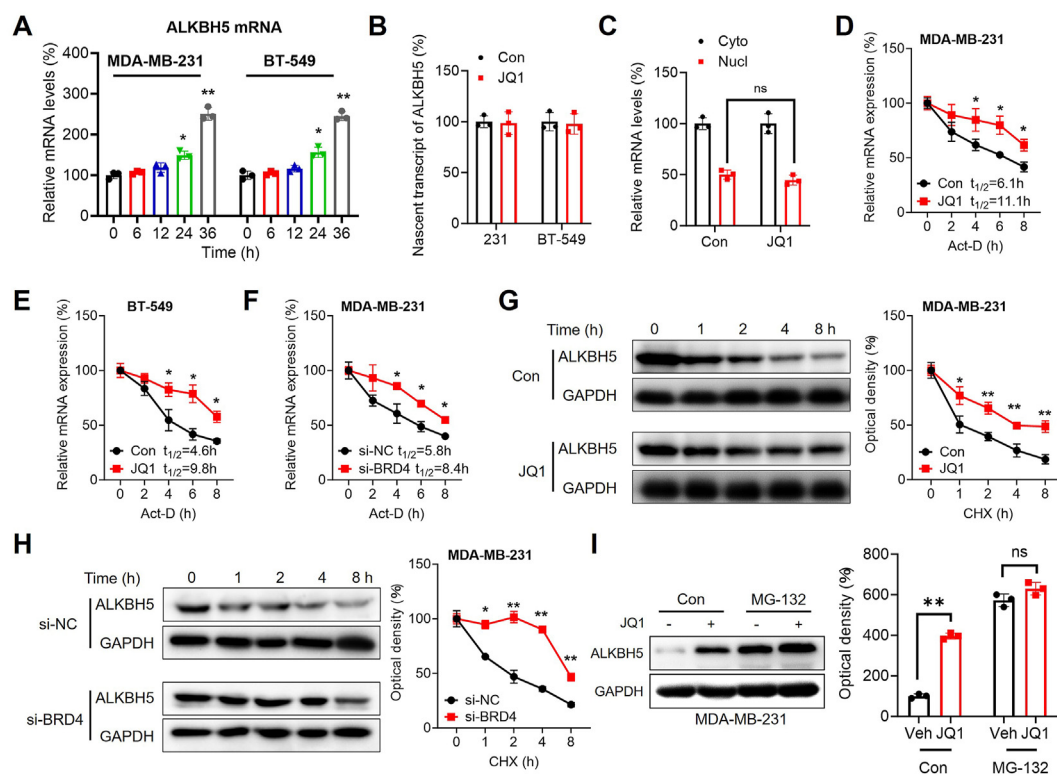 A
ALKBH5 mRNA
MDA-MB-231 BT-549
Relative mRNA levels (%)
400
300
200
100
0
* ** * **
0 6 12 24 36 0 6 12 24 36
Time (h)
B
Nascent transcript of ALKBH5 (%)
Con
JQ1
150
100
50
0
231 BT-549
C
Relative mRNA levels (%)
Cyto
Nucl
ns
200
150
100
50
0
Con JQ1
D
MDA-MB-231
Relative mRNA expression (%)
150
100
50
0
* * *
Con t1/2=6.1h
JQ1 t1/2=11.1h
0 2 4 6 8
Act-D (h)
E
BT-549
Relative mRNA expression (%)
150
100
50
0
* * *
Con t1/2=4.6h
JQ1 t1/2=9.8h
0 2 4 6 8
Act-D (h)
F
MDA-MB-231
Relative mRNA expression (%)
150
100
50
0
* * *
si-NC t1/2=5.8h
si-BRD4 t1/2=8.4h
0 2 4 6 8
Act-D (h)
G
Time (h) 0 1 2 4 8 h
Con
ALKBH5
GAPDH
JQ1
ALKBH5
GAPDH
MDA-MB-231
Optical density (%)
150
100
50
0
* ** ** **
Con
JQ1
0 1 2 4 8
CHX (h)
H
Time (h) 0 1 2 4 8 h
si-NC
ALKBH5
GAPDH
si-BRD4
ALKBH5
GAPDH
MDA-MB-231
Optical density (%)
150
100
50
0
* ** ** **
si-NC
si-BRD4
0 1 2 4 8
CHX (h)
I
Con MG-132
JQ1 - + - +
ALKBH5
GAPDH
MDA-MB-231
Optical density (%)
800
600
400
200
0
** ns
Veh JQ1 Veh JQ1
Con MG-132